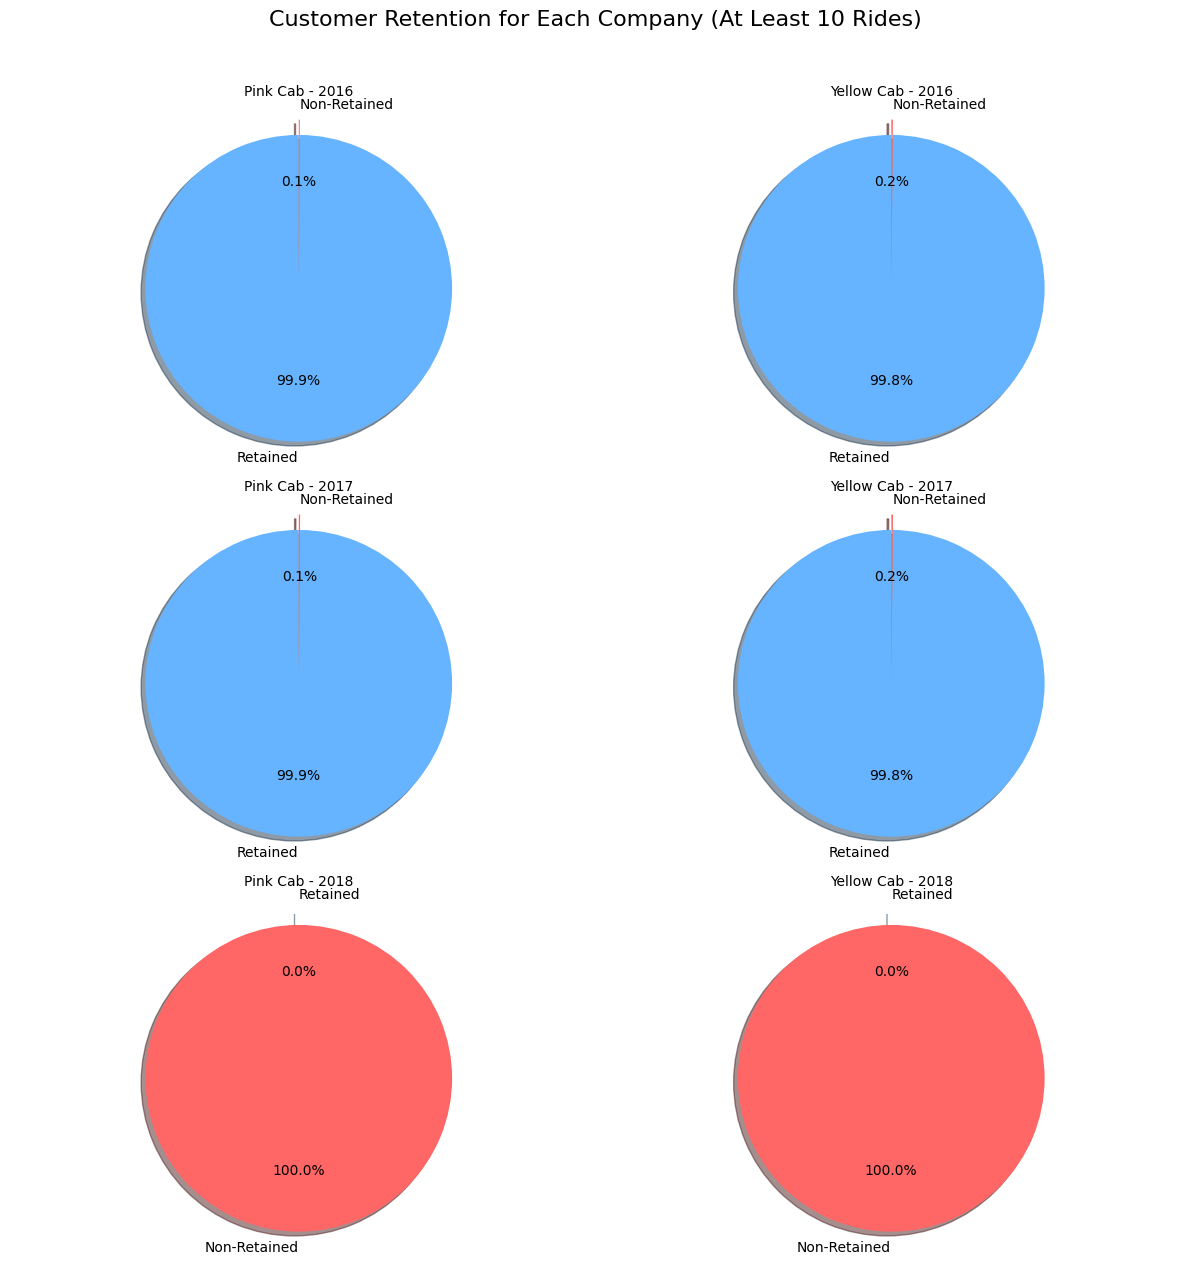 Customer Retention for Each Company (At Least 10 Rides)
Pink Cab - 2016
Non-Retained
0.1%
99.9%
Retained
Yellow Cab - 2016
Non-Retained
0.2%
99.8%
Retained
Pink Cab - 2017
Non-Retained
0.1%
99.9%
Retained
Yellow Cab - 2017
Non-Retained
0.2%
99.8%
Retained
Pink Cab - 2018
Retained
0.0%
100.0%
Non-Retained
Yellow Cab - 2018
Retained
0.0%
100.0%
Non-Retained